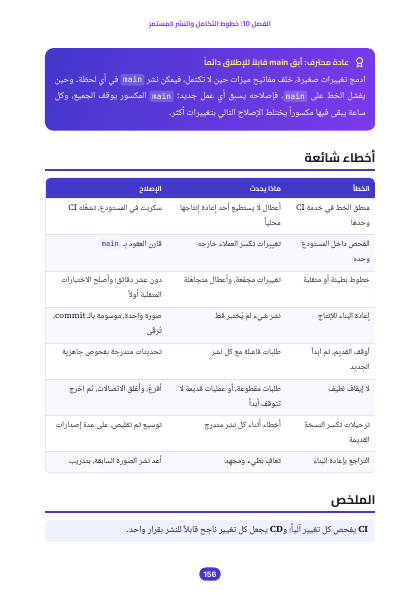 الفصل 10: خطوط التكامل والنشر المستمر
عادة محترف: أبقِ main قابلاً للإطلاق دائماً
ادمج تغييرات صغيرة، خلف مفاتيح ميزات حين لا تكتمل، فيمكن نشر main في أي لحظة. وحين
يفشل الخط على main، فإصلاحه يسبق أي عمل جديد: main المكسور يوقف الجميع، وكل
ساعة يبقى فيها مكسوراً يختلط الإصلاح التالي بتغييرات أكثر.
أخطاء شائعة
الخطأ ماذا يحدث الإصلاح
منطق الخط في خدمة CI أعطال لا يستطيع أحد إعادة إنتاجها سكربت في المستودع، تشغّله CI
وحدها محلياً
الفحص داخل المستودع تغييرات تكسر العملاء خارجه قارن العقود بـ main
وحده
خطوط بطيئة أو متقلبة تغييرات مجمّعة، وأعطال متجاهَلة دون عشر دقائق؛ وأصلح الاختبارات
المتقلبة أولاً
إعادة البناء للإنتاج نشر شيء لم يُختبر قط صورة واحدة، موسومة بالـ commit،
تُرقّى
أوقف القديم، ثم ابدأ طلبات فاشلة مع كل نشر تحديثات متدرجة بفحوص جاهزية
الجديد
لا إيقاف لطيف طلبات مقطوعة، أو عمليات قديمة لا أفرغ، وأغلق الاتصالات، ثم اخرج
تتوقف أبداً
ترحيلات تكسر النسخة أخطاء أثناء كل نشر متدرج توسيع ثم تقليص، على عدة إصدارات
القديمة
التراجع بإعادة البناء تعافٍ بطيء ومجهد أعد نشر الصورة السابقة، بتدريب
الملخص
CI يفحص كل تغيير آلياً؛ وCD يجعل كل تغيير ناجح قابلاً للنشر بقرار واحد.
156